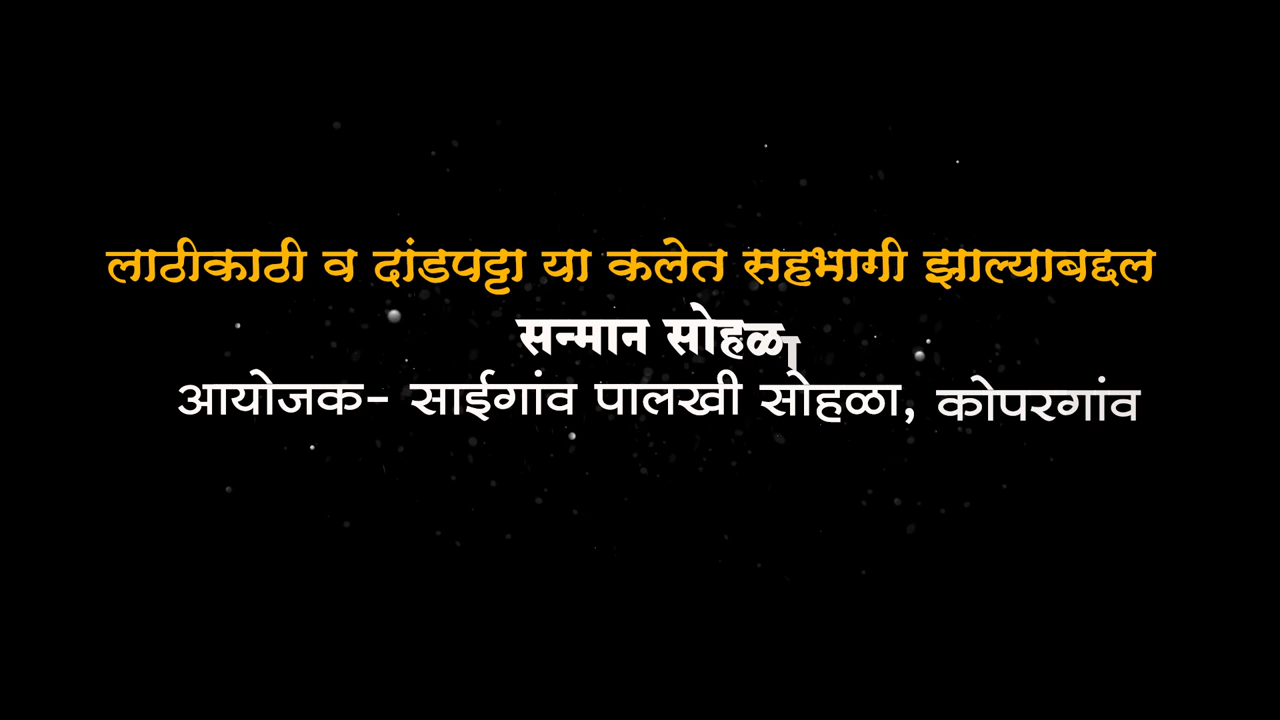 लाठीकाठी व दांडपट्टा या कलेत सहभागी झाल्याबद्दल
सन्मान सोहळा
आयोजक- साईगांव पालखी सोहळा, कोपरगांव